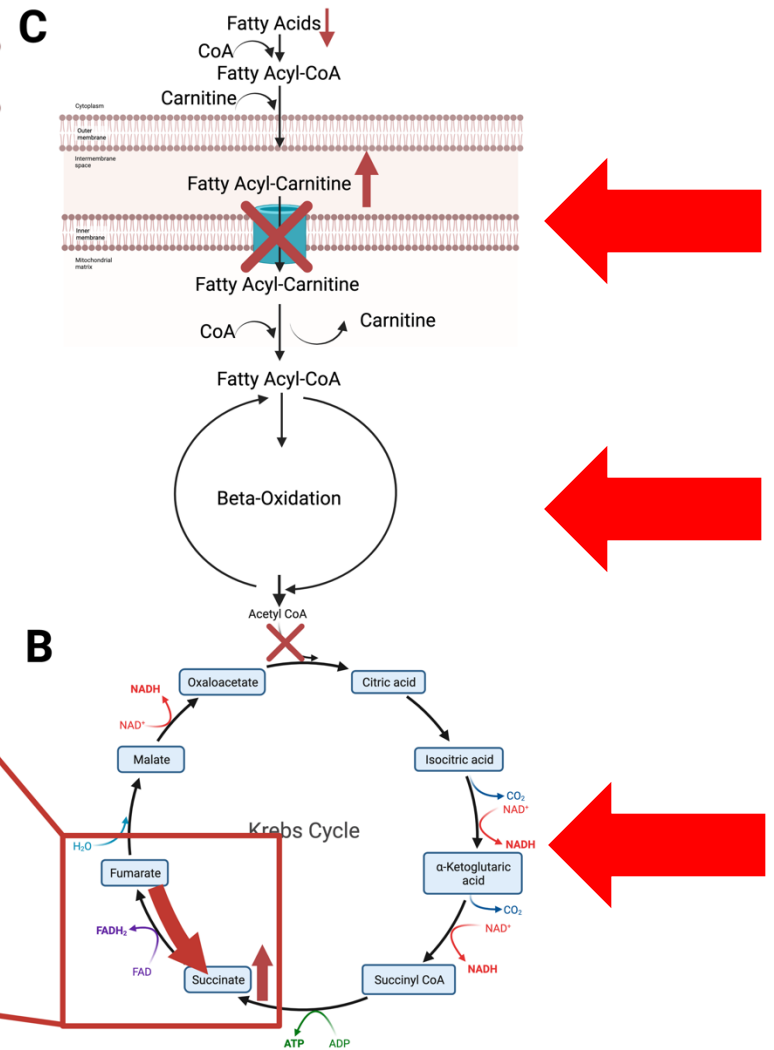 C
Fatty Acids
CoA
Fatty Acyl-CoA
Carnitine
Cytoplasm
Outer
membrane
Intermembrane
space
Fatty Acyl-Carnitine
Inner
membrane
Mitochondrial
matrix
Fatty Acyl-Carnitine
CoA
Carnitine
Fatty Acyl-CoA
Beta-Oxidation
Acetyl CoA
B
Oxaloacetate
Citric acid
NADH
NAD⁺
Malate
Isocitric acid
CO₂
NAD⁺
NADH
Krebs Cycle
H₂O
Fumarate
α-Ketoglutaric
acid
CO₂
NAD⁺
NADH
FADH₂
FAD
Succinate
Succinyl CoA
ATP
ADP